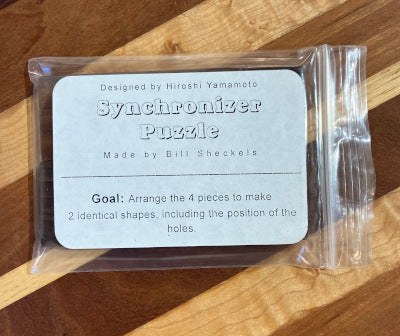 Designed by Hiroshi Yamamoto
Synchronizer
Puzzle
Made by Bill Sheckels
Goal: Arrange the 4 pieces to make
2 identical shapes, including the position of the
holes.